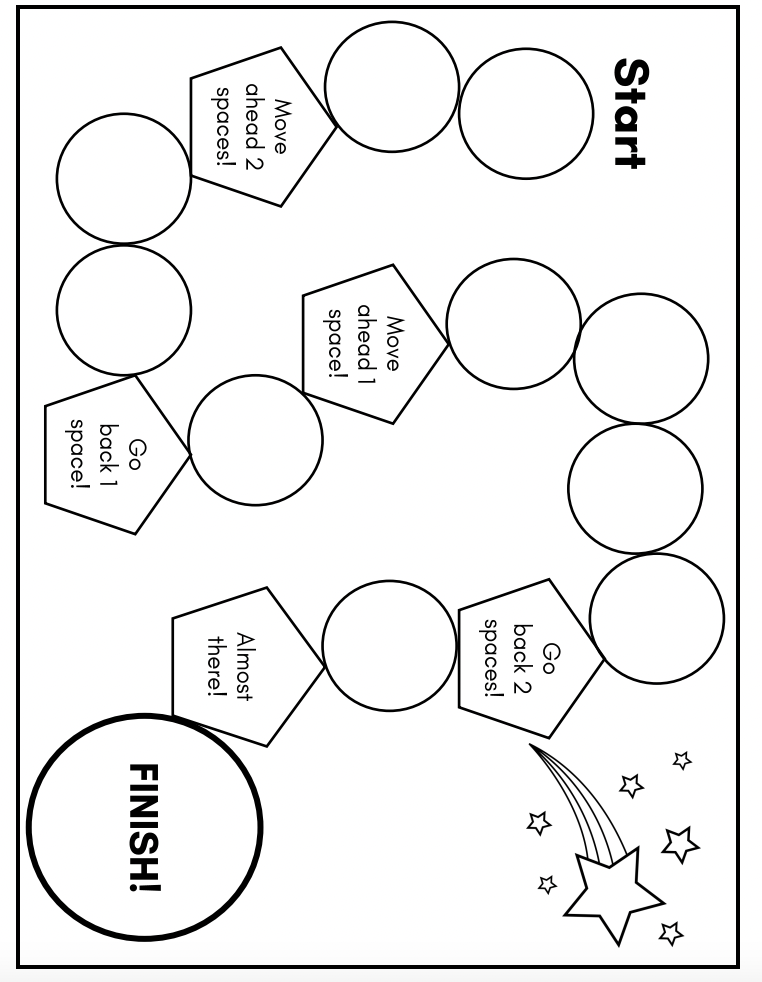 Start
Move
ahead 2
spaces!
Go
back 1
space!
Move
ahead 1
space!
Go
back 2
spaces!
Almost
there!
FINISH!